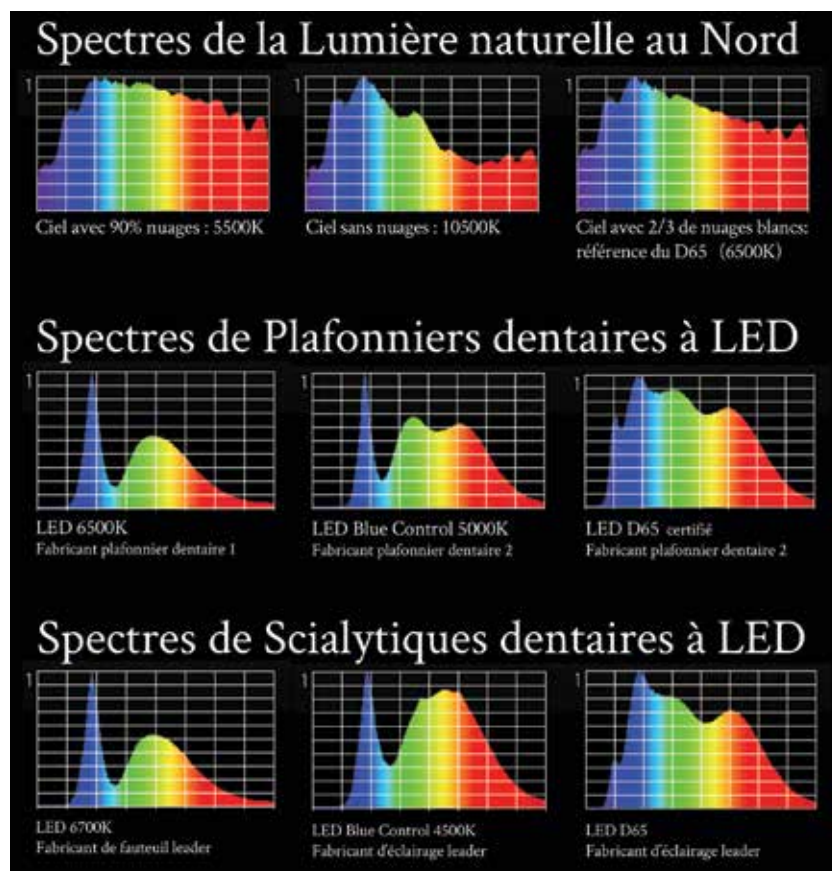 Spectres de la Lumière naturelle au Nord
1
1
1
Ciel avec 90% nuages : 5500K
Ciel sans nuages : 10500K
Ciel avec 2/3 de nuages blancs:
référence du D65 (6500K)
Spectres de Plafonniers dentaires à LED
1
1
1
LED 6500K
Fabricant plafonnier dentaire 1
LED Blue Control 5000K
Fabricant plafonnier dentaire 2
LED D65 certifié
Fabricant plafonnier dentaire 2
Spectres de Scialytiques dentaires à LED
1
1
1
LED 6700K
Fabricant de fauteuil leader
LED Blue Control 4500K
Fabricant d'éclairage leader
LED D65
Fabricant d'éclairage leader